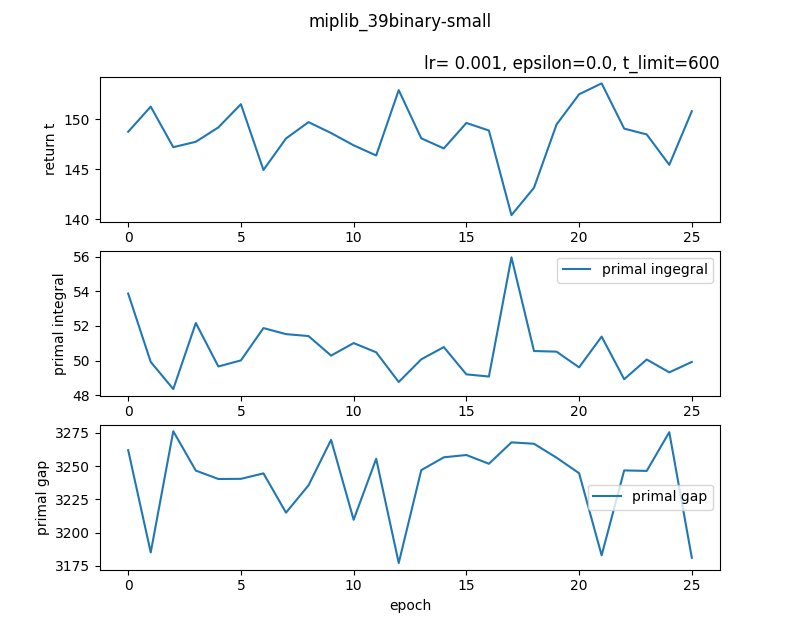 miplib_39binary-small
lr= 0.001, epsilon=0.0, t_limit=600
return t
150
145
140
0 5 10 15 20 25
primal integral
56
54
52
50
48
primal ingegral
0 5 10 15 20 25
primal gap
3275
3250
3225
3200
3175
primal gap
0 5 10 15 20 25
epoch